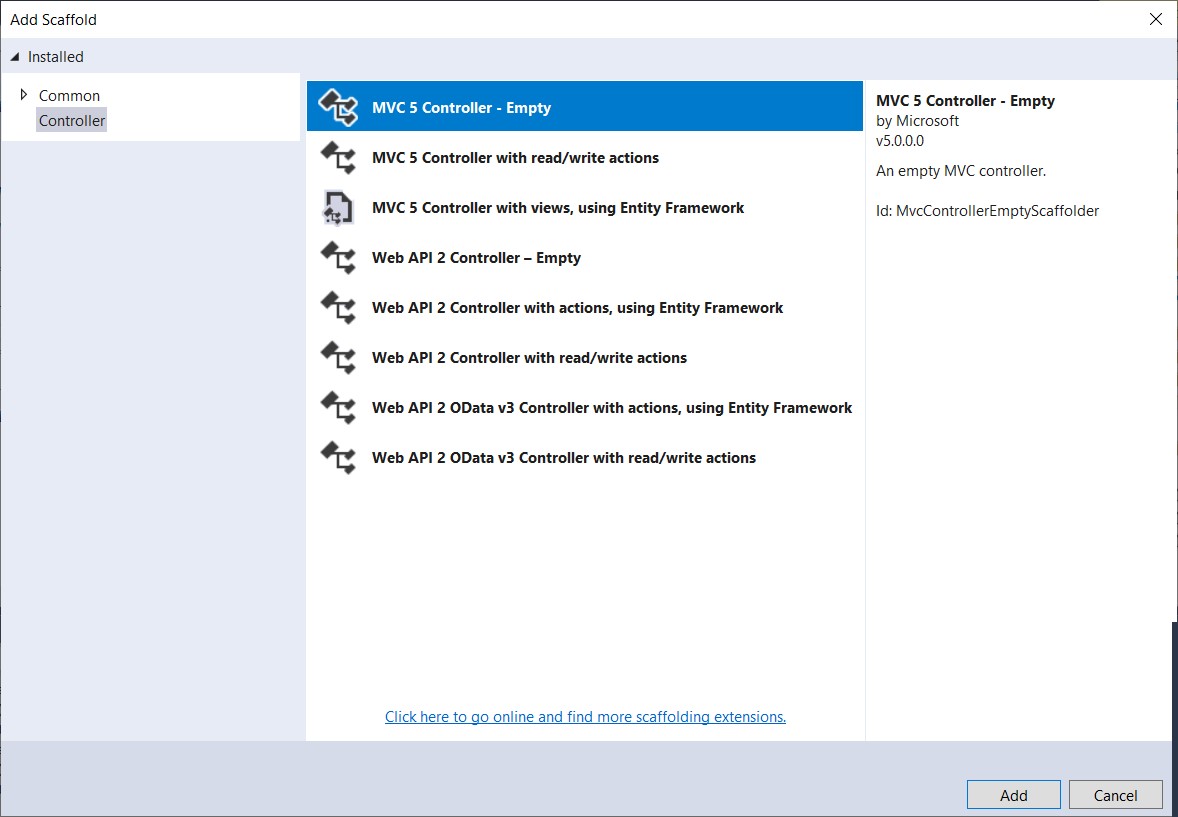 Add Scaffold
Installed
Common
Controller
MVC 5 Controller - Empty
MVC 5 Controller with read/write actions
MVC 5 Controller with views, using Entity Framework
Web API 2 Controller – Empty
Web API 2 Controller with actions, using Entity Framework
Web API 2 Controller with read/write actions
Web API 2 OData v3 Controller with actions, using Entity Framework
Web API 2 OData v3 Controller with read/write actions
Click here to go online and find more scaffolding extensions.
MVC 5 Controller - Empty
by Microsoft
v5.0.0.0
An empty MVC controller.
Id: MvcControllerEmptyScaffolder
Add
Cancel